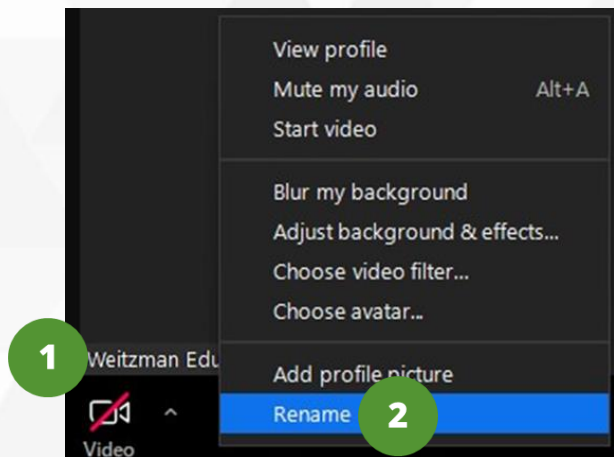 View profile
Mute my audio Alt+A
Start video
Blur my background
Adjust background & effects...
Choose video filter...
Choose avatar...
Add profile picture
Rename 2
1 Weitzman Edu
Video